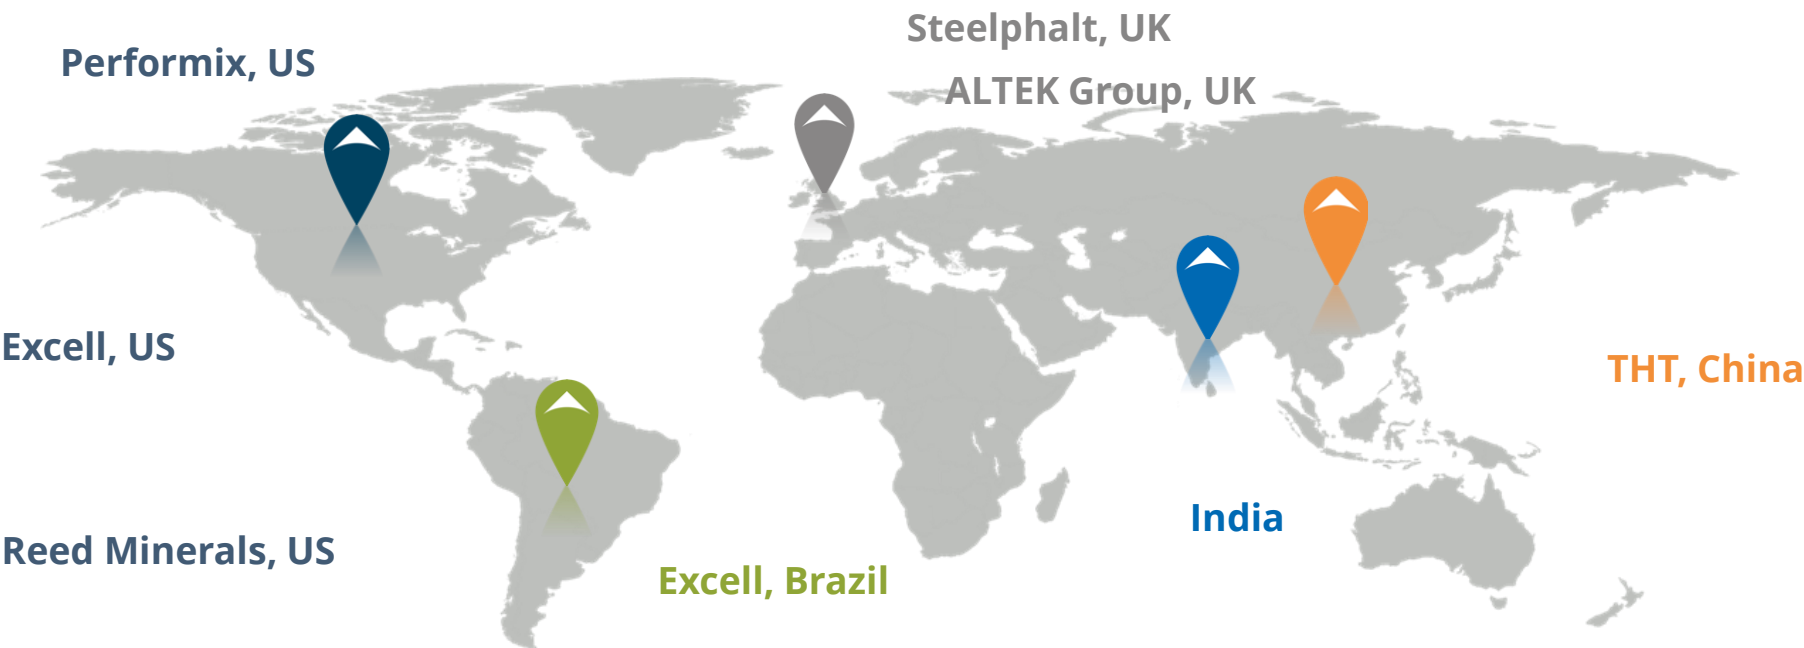 Steelphalt, UK
Performix, US
ALTEK Group, UK
Excell, US
THT, China
India
Reed Minerals, US
Excell, Brazil